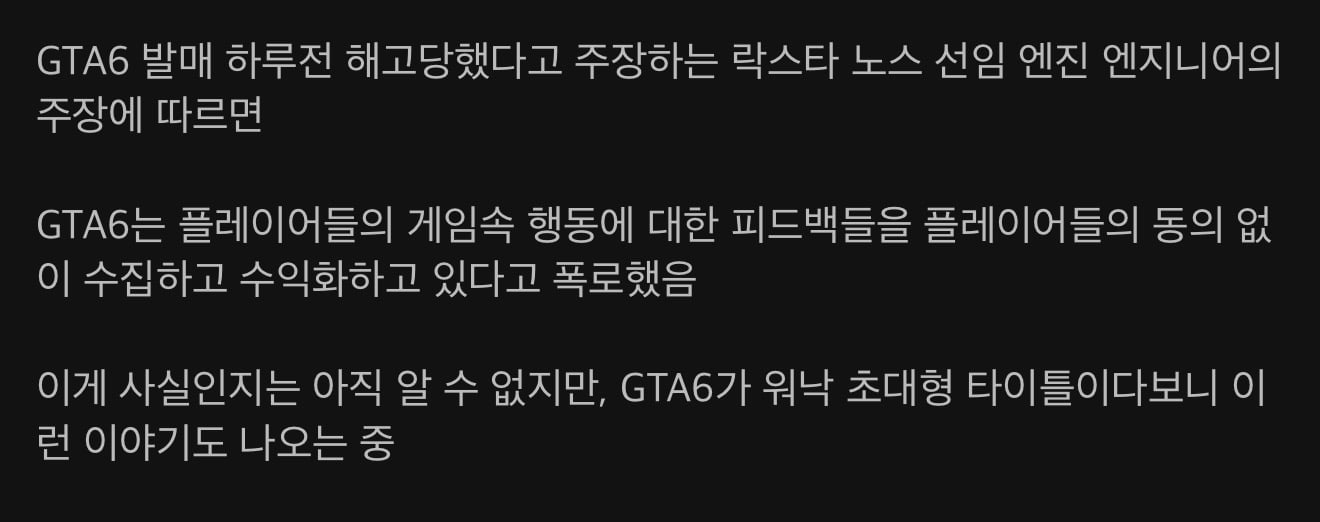 GTA6 발매 하루전 해고당했다고 주장하는 락스타 노스 선임 엔진 엔지니어의
주장에 따르면
GTA6는 플레이어들의 게임속 행동에 대한 피드백들을 플레이어들의 동의 없
이 수집하고 수익화하고 있다고 폭로했음
이게 사실인지는 아직 알 수 없지만, GTA6가 워낙 초대형 타이틀이다보니 이
런 이야기도 나오는 중